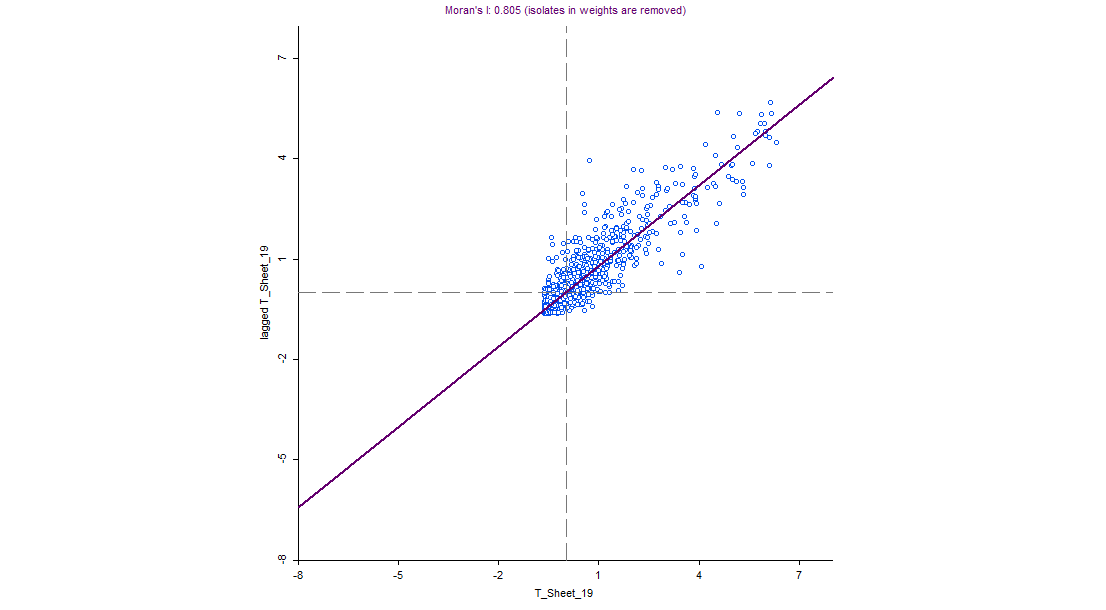 Moran's I: 0.805 (isolates in weights are removed)
7
4
1
-2
-5
-8
lagged T_Sheet_19
-8 -5 -2 1 4 7
T_Sheet_19